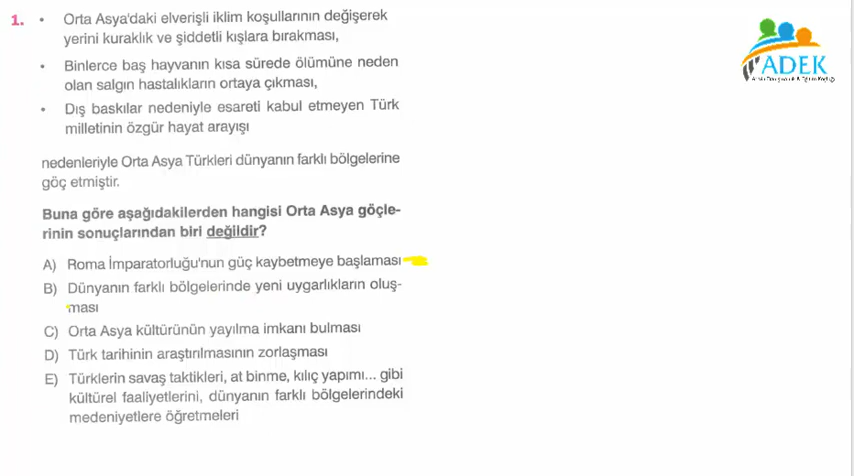 1. • Orta Asya'daki elverişli iklim koşullarının değişerek
yerini kuraklık ve şiddetli kışlara bırakması,
• Binlerce baş hayvanın kısa sürede ölümüne neden
olan salgın hastalıkların ortaya çıkması,
• Dış baskılar nedeniyle esareti kabul etmeyen Türk
milletinin özgür hayat arayışı
nedenleriyle Orta Asya Türkleri dünyanın farklı bölgelerine
göç etmiştir.
Buna göre aşağıdakilerden hangisi Orta Asya göçle-
rinin sonuçlarından biri değildir?
A) Roma İmparatorluğu'nun güç kaybetmeye başlaması
B) Dünyanın farklı bölgelerinde yeni uygarlıkların oluş-
ması
C) Orta Asya kültürünün yayılma imkanı bulması
D) Türk tarihinin araştırılmasının zorlaşması
E) Türklerin savaş taktikleri, at binme, kılıç yapımı... gibi
kültürel faaliyetlerini, dünyanın farklı bölgelerindeki
medeniyetlere öğretmeleri
ADEK